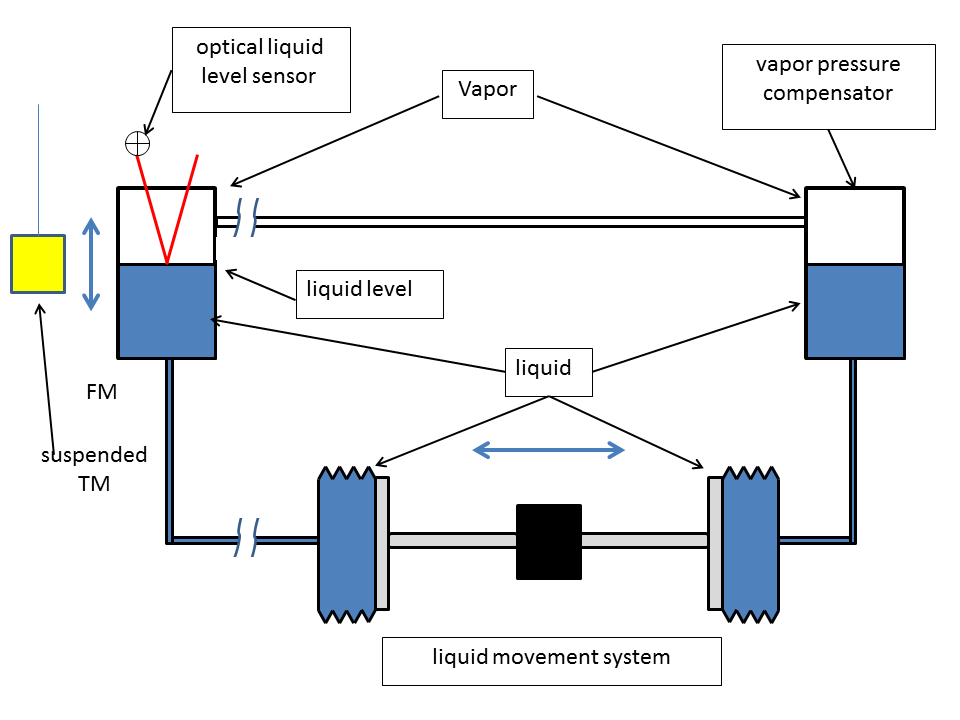 optical liquid
level sensor
Vapor
vapor pressure
compensator
liquid level
liquid
FM
suspended
TM
liquid movement system